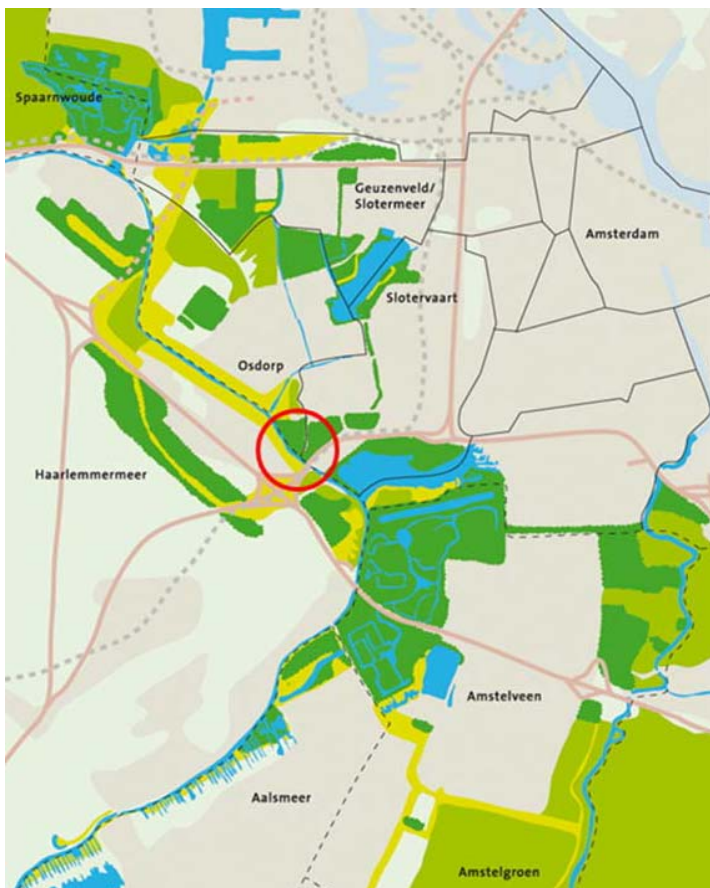 Spaarnwoude
Geuzenveld/
Slotermeer
Amsterdam
Slotervaart
Osdorp
Haarlemmermeer
Amstelveen
Aalsmeer
Amstelgroen